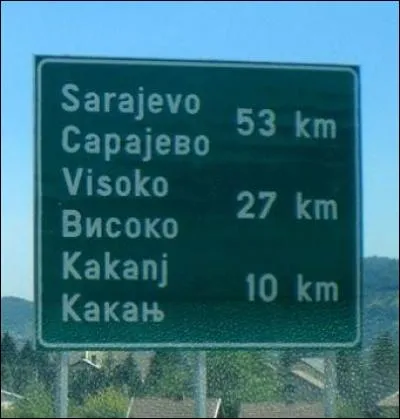 Sarajevo
Сарајево 53 km
Visoko
Високо 27 km
Kakanj
Какањ 10 km